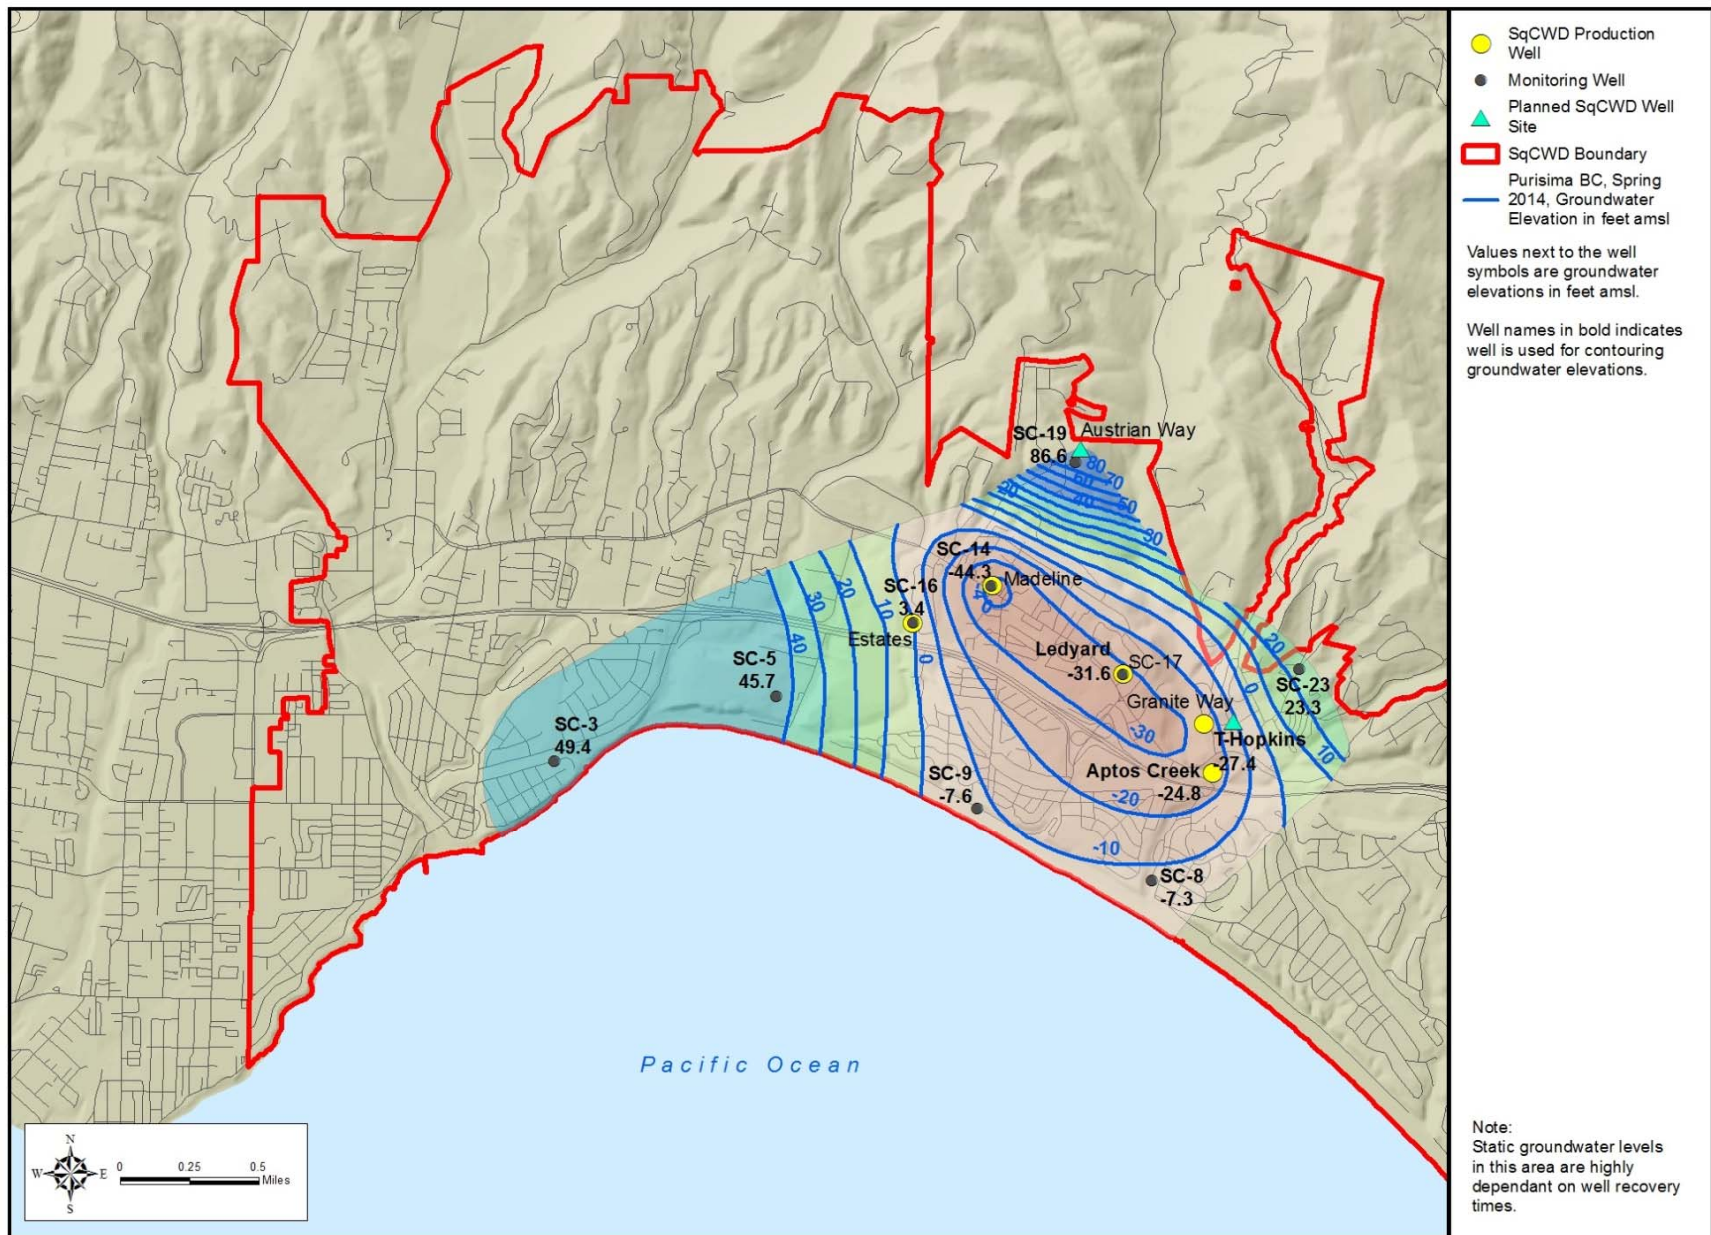 SC-19
86.6
Austrian Way
80
70
60
50
40
30
20
SC-14
-44.3
Madeline
-40
SC-16
3.4
Estates
40
30
20
10
0
SC-5
45.7
SC-3
49.4
Ledyard
-31.6
SC-17
Granite Way
-30
T-Hopkins
-27.4
Aptos Creek
-24.8
-20
-10
SC-9
-7.6
SC-8
-7.3
20
0
10
SC-23
23.3
Pacific Ocean
N
W
E
S
0
0.25
0.5
Miles
SqCWD Production
Well
Monitoring Well
Planned SqCWD Well
Site
SqCWD Boundary
Purisima BC, Spring
2014, Groundwater
Elevation in feet amsl
Values next to the well
symbols are groundwater
elevations in feet amsl.
Well names in bold indicates
well is used for contouring
groundwater elevations.
Note:
Static groundwater levels
in this area are highly
dependant on well recovery
times.